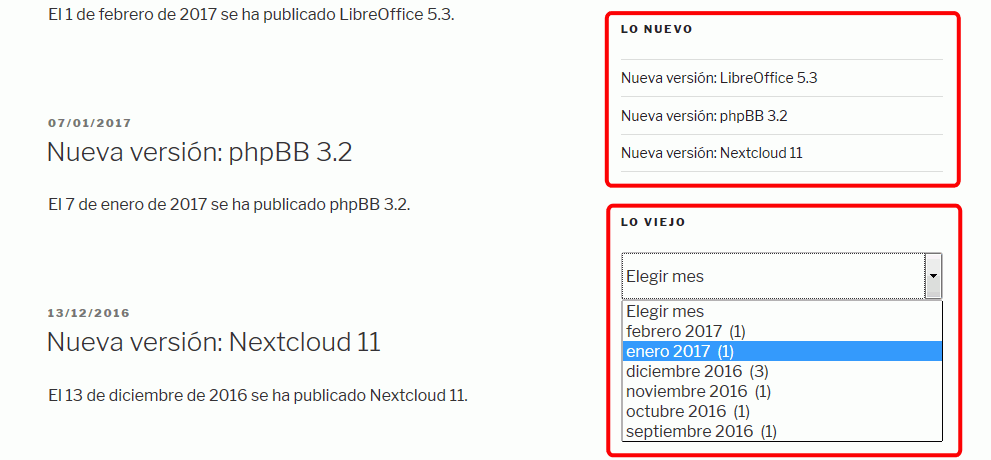 El 1 de febrero de 2017 se ha publicado LibreOffice 5.3.
07/01/2017
Nueva versión: phpBB 3.2
El 7 de enero de 2017 se ha publicado phpBB 3.2.
13/12/2016
Nueva versión: Nextcloud 11
El 13 de diciembre de 2016 se ha publicado Nextcloud 11.
LO NUEVO
Nueva versión: LibreOffice 5.3
Nueva versión: phpBB 3.2
Nueva versión: Nextcloud 11
LO VIEJO
Elegir mes
Elegir mes
febrero 2017 (1)
enero 2017 (1)
diciembre 2016 (3)
noviembre 2016 (1)
octubre 2016 (1)
septiembre 2016 (1)